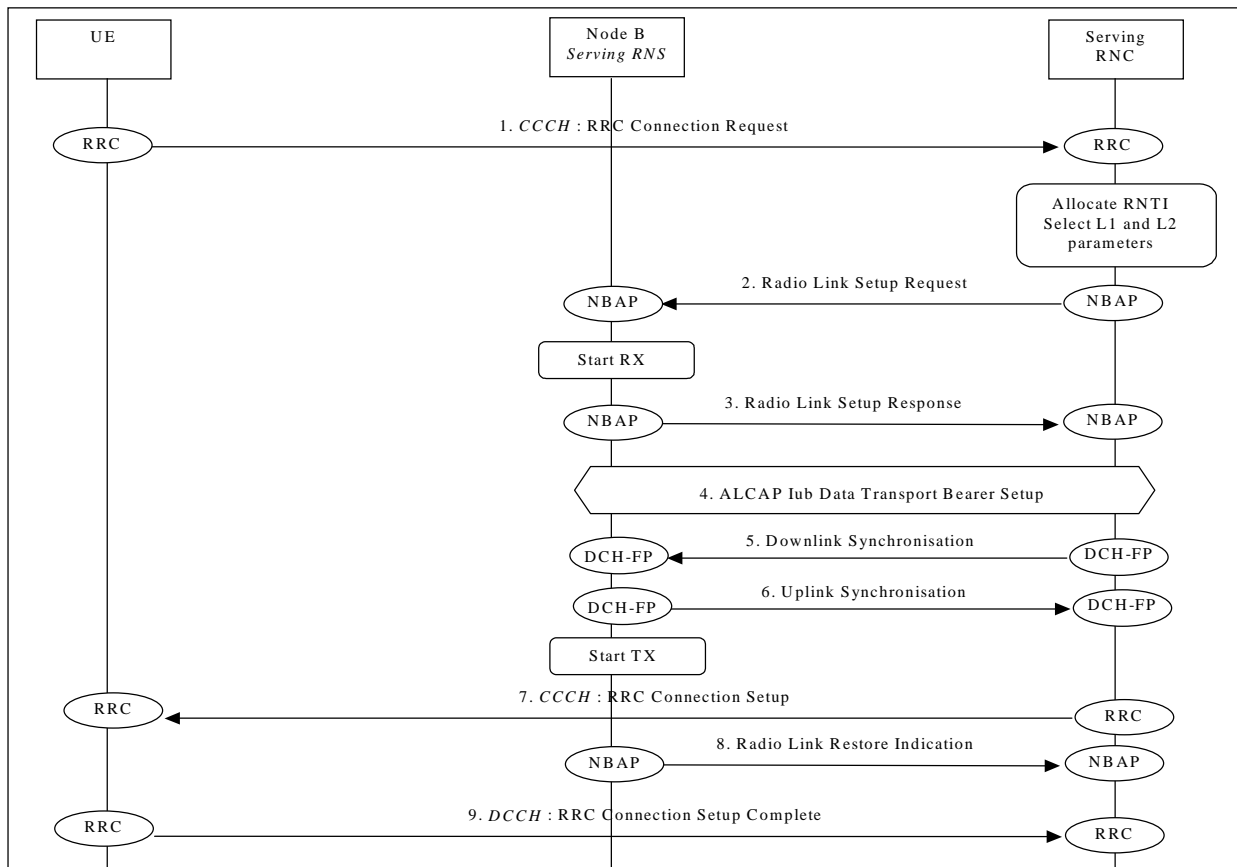 UE
Node B
Serving RNS
Serving
RNC
1. CCCH : RRC Connection Request
RRC
RRC
Allocate RNTI
Select L1 and L2
parameters
2. Radio Link Setup Request
NBAP
NBAP
Start RX
3. Radio Link Setup Response
NBAP
NBAP
4. ALCAP Iub Data Transport Bearer Setup
5. Downlink Synchronisation
DCH-FP
DCH-FP
6. Uplink Synchronisation
DCH-FP
DCH-FP
Start TX
7. CCCH : RRC Connection Setup
RRC
RRC
8. Radio Link Restore Indication
NBAP
NBAP
9. DCCH : RRC Connection Setup Complete
RRC
RRC